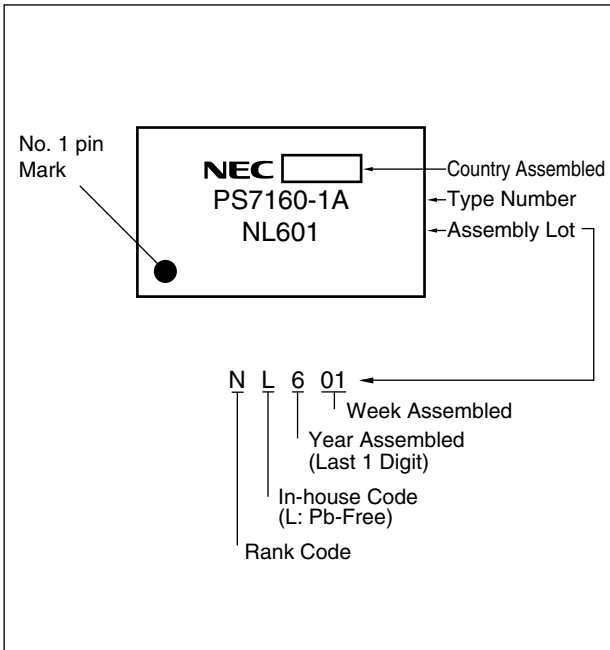 No. 1 pin
Mark
NEC
Country Assembled
PS7160-1A
Type Number
NL601
Assembly Lot
N L 6 01
Week Assembled
Year Assembled
(Last 1 Digit)
In-house Code
(L: Pb-Free)
Rank Code